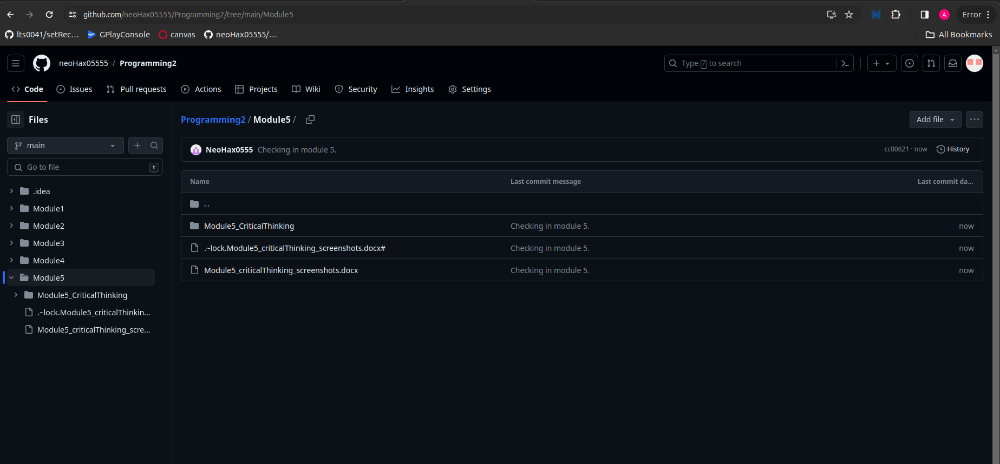 github.com/neoHax05555/Programming2/tree/main/Module5
A
Error
lts0041/setRec...
GPlayConsole
canvas
neoHax05555/...
All Bookmarks
neoHax05555 / Programming2
Type / to search
Code
Issues
Pull requests
Actions
Projects
Wiki
Security
Insights
Settings
Files
main
Go to file
t
.idea
Module1
Module2
Module3
Module4
Module5
Module5_CriticalThinking
.~lock.Module5_criticalThinkin...
Module5_criticalThinking_scre...
Programming2 / Module5 /
Add file
NeoHax0555 Checking in module 5.
cc00621 · now
History
Name Last commit message Last commit da...
..
Module5_CriticalThinking Checking in module 5. now
.~lock.Module5_criticalThinking_screenshots.docx# Checking in module 5. now
Module5_criticalThinking_screenshots.docx Checking in module 5. now